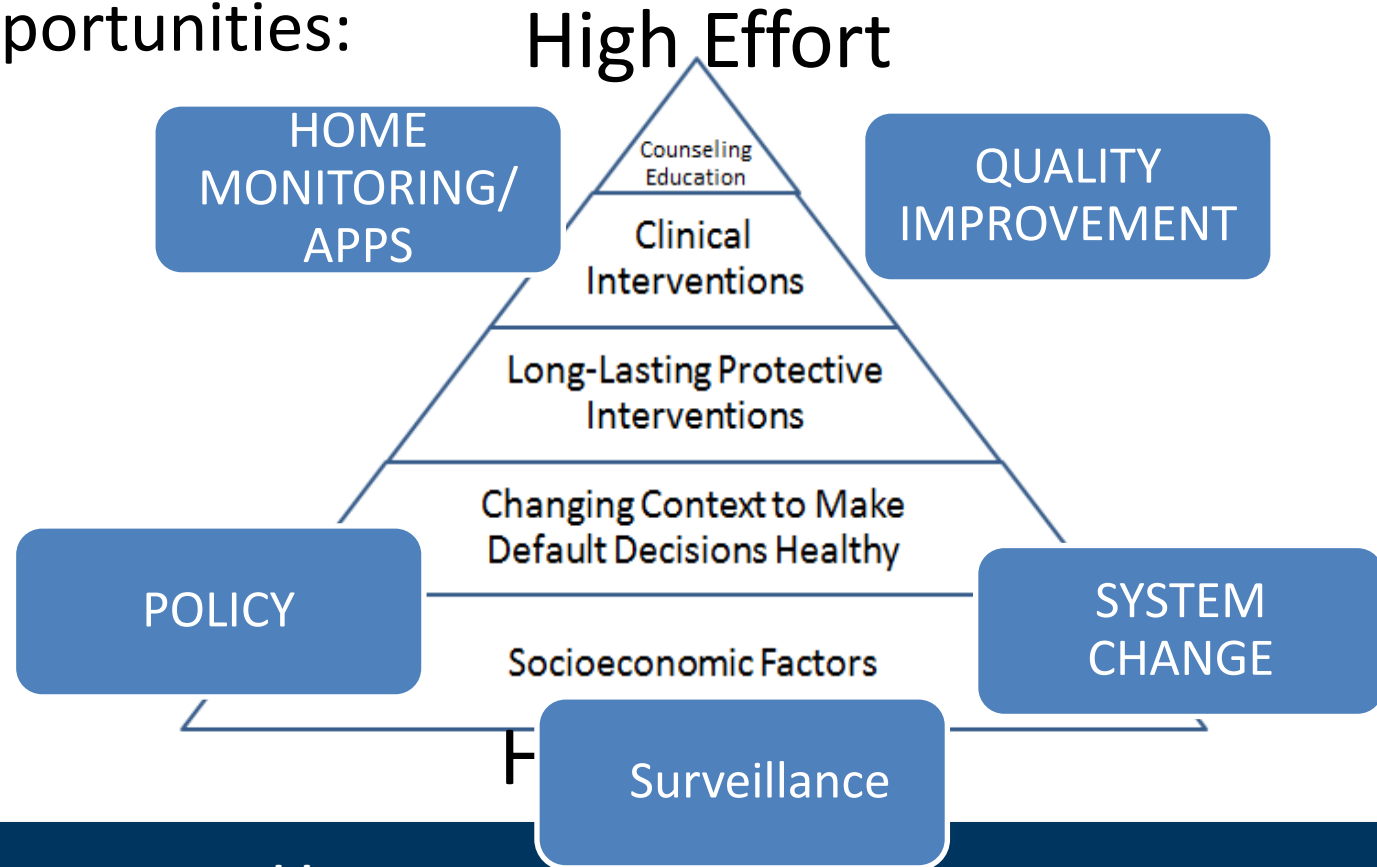 portunities:
High Effort
HOME
MONITORING/
APPS
QUALITY
IMPROVEMENT
Counseling
Education
Clinical
Interventions
Long-Lasting Protective
Interventions
Changing Context to Make
Default Decisions Healthy
POLICY
SYSTEM
CHANGE
Socioeconomic Factors
H
Surveillance